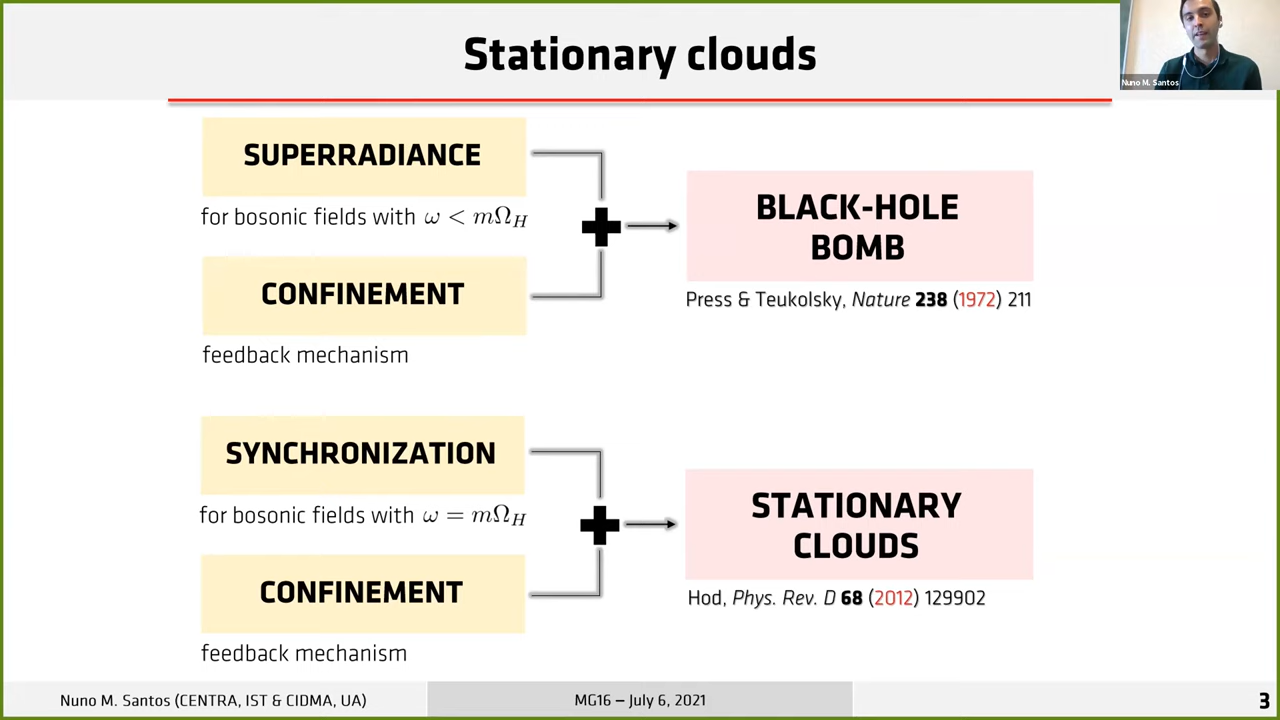 Stationary clouds
Nuno M. Santos
SUPERRADIANCE
for bosonic fields with ω < mΩ_H
CONFINEMENT
feedback mechanism
BLACK-HOLE
BOMB
Press & Teukolsky, Nature 238 (1972) 211
SYNCHRONIZATION
for bosonic fields with ω = mΩ_H
CONFINEMENT
feedback mechanism
STATIONARY
CLOUDS
Hod, Phys. Rev. D 68 (2012) 129902
Nuno M. Santos (CENTRA, IST & CIDMA, UA)
MG16 – July 6, 2021
3